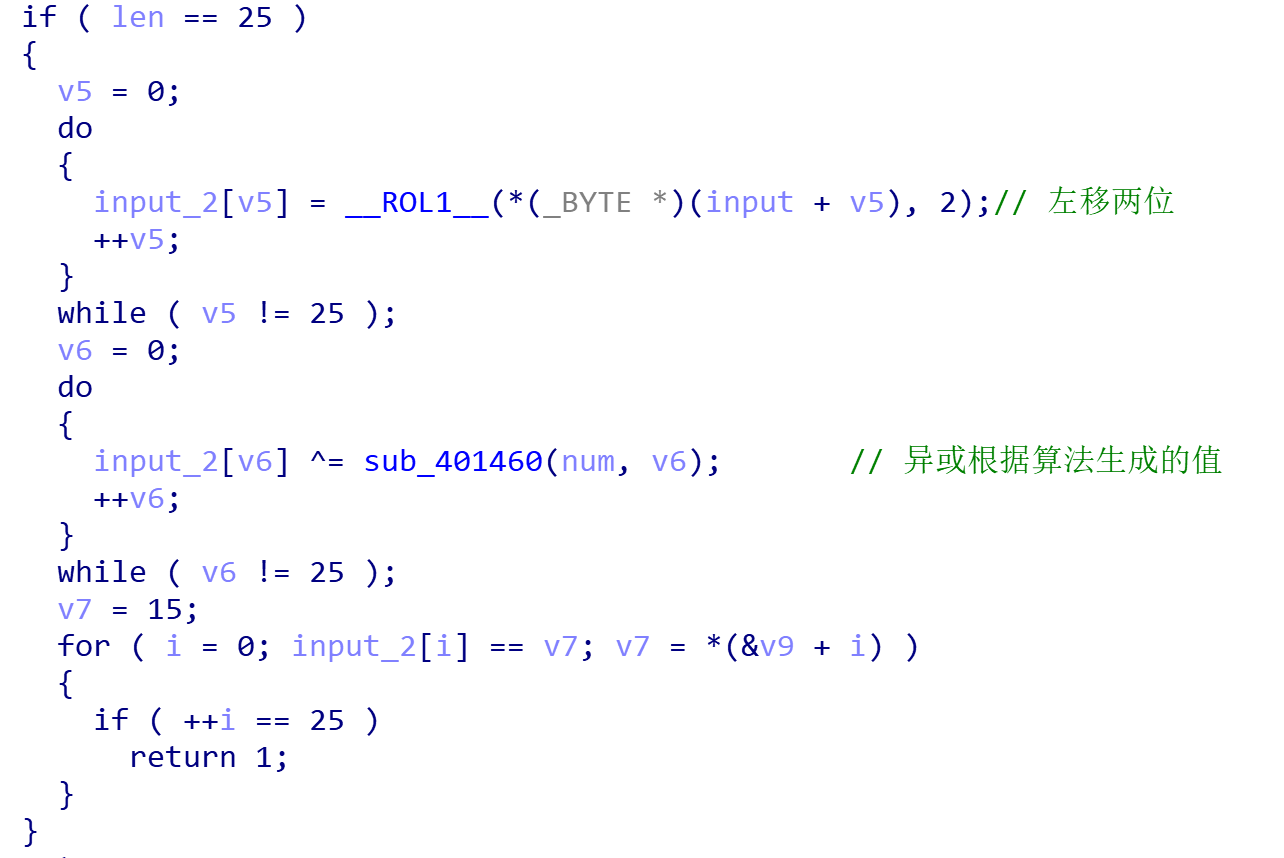 if ( len == 25 )
{
  v5 = 0;
  do
  {
    input_2[v5] = __ROL1__(*(_BYTE *)(input + v5), 2);// 左移两位
    ++v5;
  }
  while ( v5 != 25 );
  v6 = 0;
  do
  {
    input_2[v6] ^= sub_401460(num, v6);       // 异或根据算法生成的值
    ++v6;
  }
  while ( v6 != 25 );
  v7 = 15;
  for ( i = 0; input_2[i] == v7; v7 = *(&v9 + i) )
  {
    if ( ++i == 25 )
      return 1;
  }
}